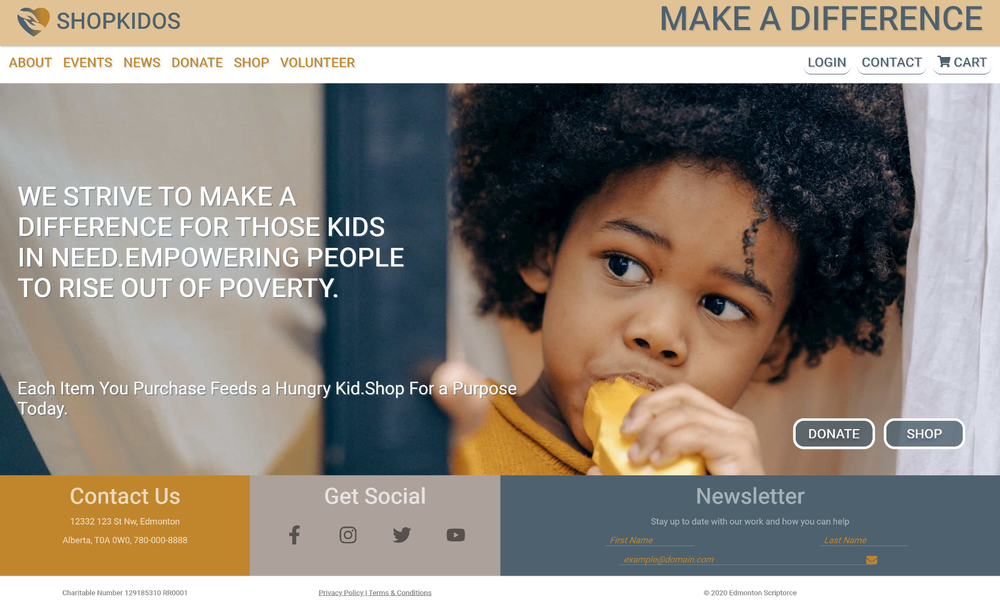 SHOPKIDOS
MAKE A DIFFERENCE
ABOUT EVENTS NEWS DONATE SHOP VOLUNTEER
LOGIN CONTACT CART
WE STRIVE TO MAKE A
DIFFERENCE FOR THOSE KIDS
IN NEED.EMPOWERING PEOPLE
TO RISE OUT OF POVERTY.
Each Item You Purchase Feeds a Hungry Kid.Shop For a Purpose
Today.
DONATE SHOP
Contact Us
12332 123 St Nw, Edmonton
Alberta, T0A 0W0, 780-000-8888
Get Social
Newsletter
Stay up to date with our work and how you can help
First Name Last Name
example@domain.com
Charitable Number 129185310 RR0001
Privacy Policy | Terms & Conditions
© 2020 Edmonton Scriptorce